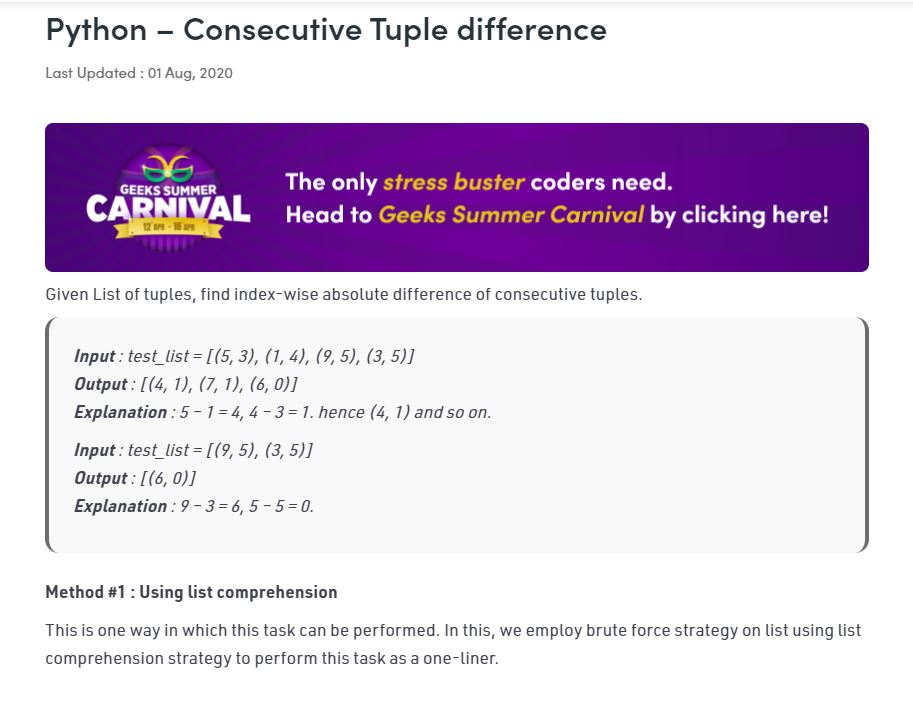 Python – Consecutive Tuple difference
Last Updated : 01 Aug, 2020
GEEKS SUMMER
CARNIVAL
12 APR - 18 APR
The only stress buster coders need.
Head to Geeks Summer Carnival by clicking here!
Given List of tuples, find index-wise absolute difference of consecutive tuples.
Input : test_list = [(5, 3), (1, 4), (9, 5), (3, 5)]
Output : [(4, 1), (7, 1), (6, 0)]
Explanation : 5 – 1 = 4, 4 – 3 = 1. hence (4, 1) and so on.
Input : test_list = [(9, 5), (3, 5)]
Output : [(6, 0)]
Explanation : 9 – 3 = 6, 5 – 5 = 0.
Method #1 : Using list comprehension
This is one way in which this task can be performed. In this, we employ brute force strategy on list using list
comprehension strategy to perform this task as a one-liner.